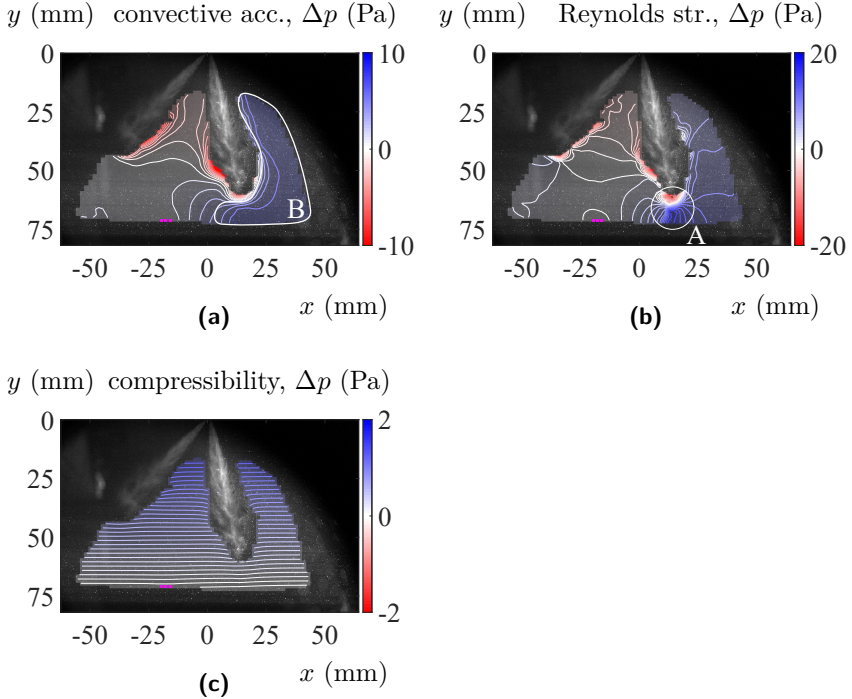 y (mm) convective acc., Δp (Pa)
0
25
50
75
-50 -25 0 25 50
x (mm)
10
0
-10
B
(a)
y (mm) Reynolds str., Δp (Pa)
0
25
50
75
-50 -25 0 25 50
x (mm)
20
0
-20
A
(b)
y (mm) compressibility, Δp (Pa)
0
25
50
75
-50 -25 0 25 50
x (mm)
2
0
-2
(c)